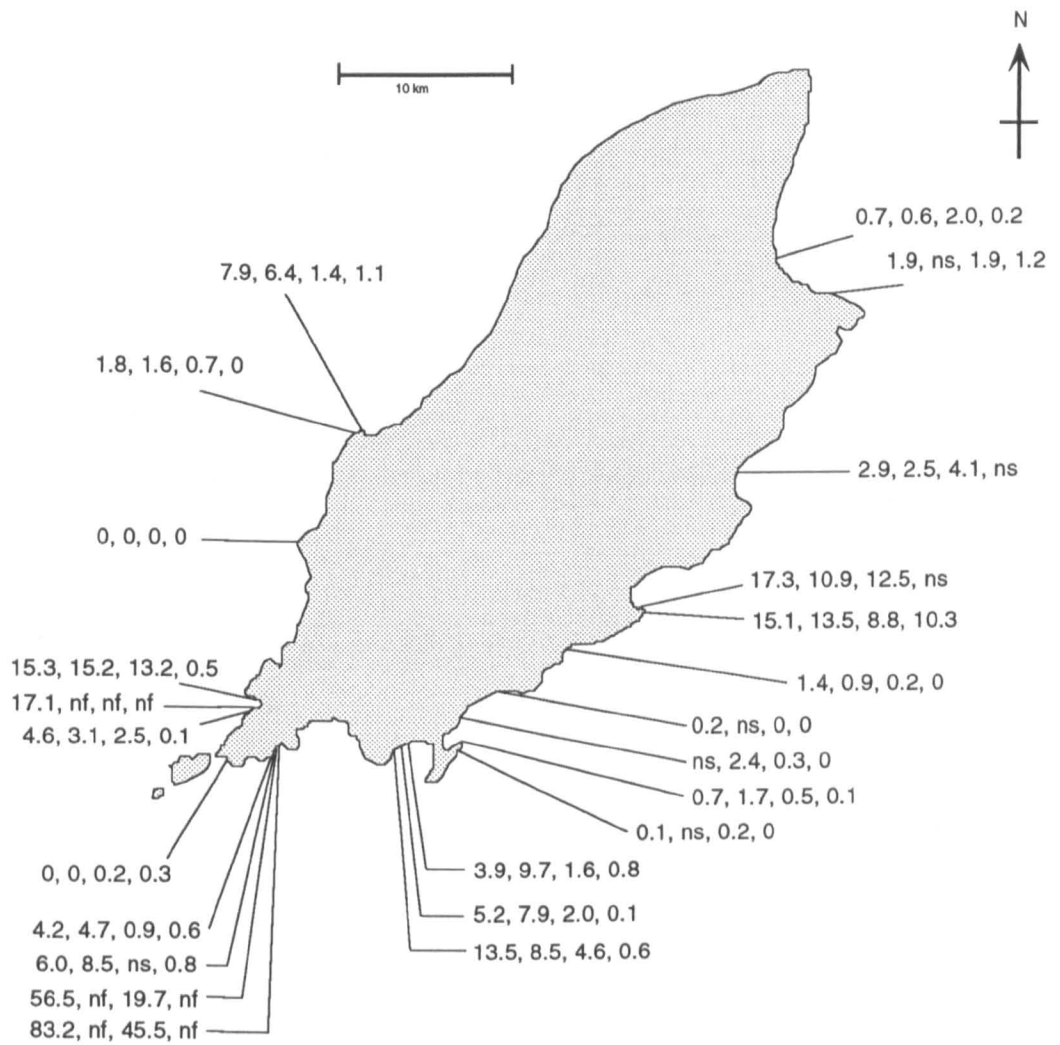 N
10 km
0.7, 0.6, 2.0, 0.2
1.9, ns, 1.9, 1.2
7.9, 6.4, 1.4, 1.1
1.8, 1.6, 0.7, 0
2.9, 2.5, 4.1, ns
0, 0, 0, 0
17.3, 10.9, 12.5, ns
15.1, 13.5, 8.8, 10.3
15.3, 15.2, 13.2, 0.5
17.1, nf, nf, nf
4.6, 3.1, 2.5, 0.1
1.4, 0.9, 0.2, 0
0.2, ns, 0, 0
ns, 2.4, 0.3, 0
0.7, 1.7, 0.5, 0.1
0.1, ns, 0.2, 0
0, 0, 0.2, 0.3
3.9, 9.7, 1.6, 0.8
5.2, 7.9, 2.0, 0.1
13.5, 8.5, 4.6, 0.6
4.2, 4.7, 0.9, 0.6
6.0, 8.5, ns, 0.8
56.5, nf, 19.7, nf
83.2, nf, 45.5, nf